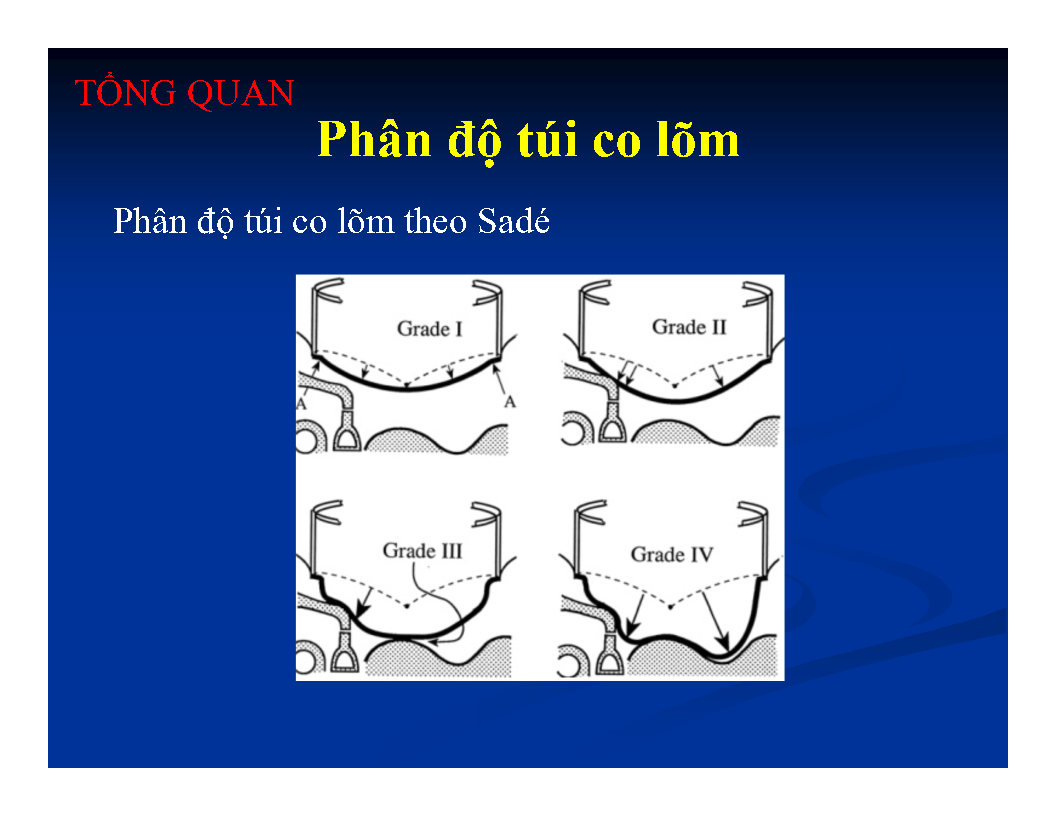 TỔNG QUAN
Phân độ túi co lõm
Phân độ túi co lõm theo Sadé
Grade I
Grade II
A
A
Grade III
Grade IV